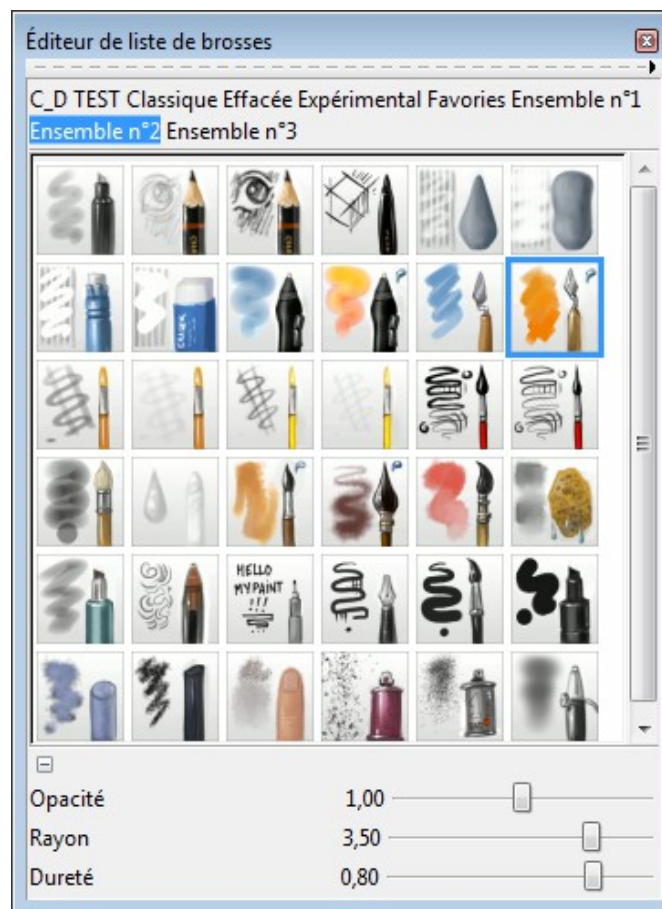 Éditeur de liste de brosses
C_D TEST Classique Effacée Expérimental Favories Ensemble n°1
Ensemble n°2 Ensemble n°3
HELLO
MYPAINT
!!!
Opacité 1,00
Rayon 3,50
Dureté 0,80